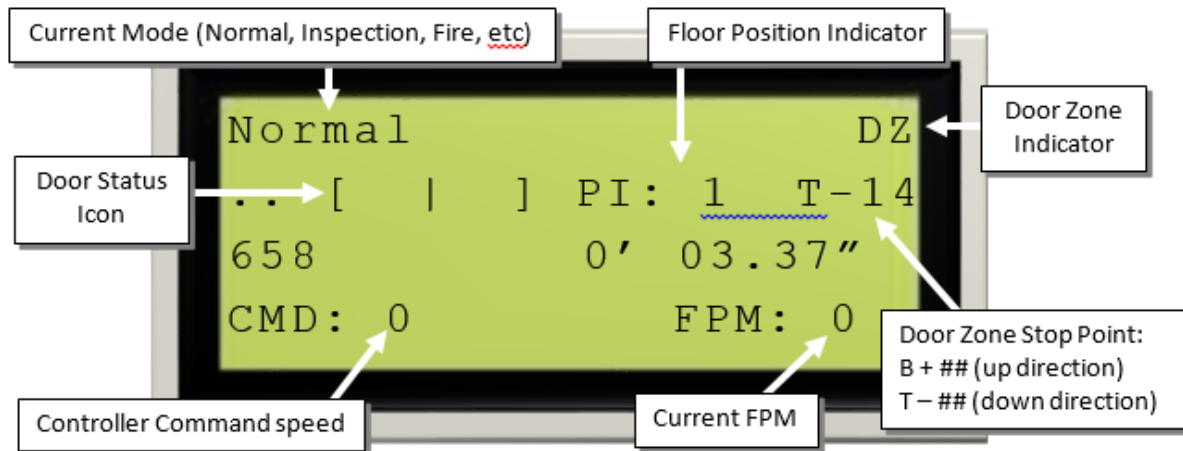 Current Mode (Normal, Inspection, Fire, etc)
Floor Position Indicator
Door Zone
Indicator
Normal DZ
Door Status
Icon
.. [ | ] PI: 1 T-14
658 0' 03.37"
CMD: 0 FPM: 0
Door Zone Stop Point:
B + ## (up direction)
T – ## (down direction)
Controller Command speed
Current FPM